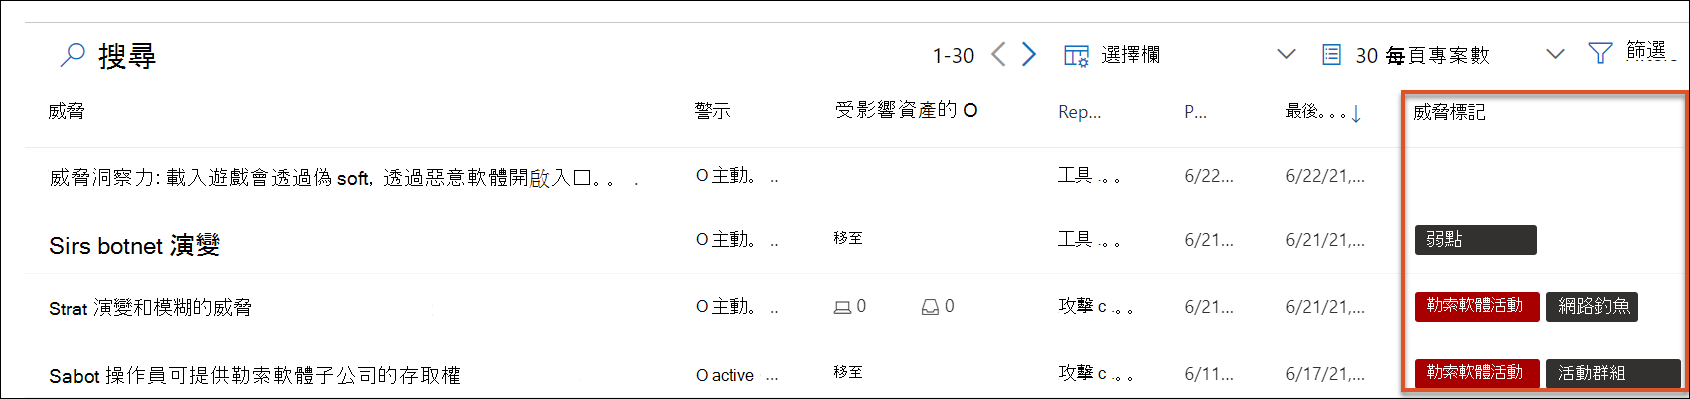 搜尋 1-30 選擇欄 30 每頁專案數 篩選
威脅 警示 受影響資產的 O Rep... P... 最後。。。 威脅標記
威脅洞察力: 載入遊戲會透過偽 soft, 透過惡意軟體開啟入口。。 . O 主動。 .. 工具 .。。 6/22... 6/22/21,...
Sirs botnet 演變 O 主動。 .. 移至 工具 .。。 6/21... 6/21/21,... 弱點
Strat 演變和模糊的威脅 O 主動。 .. 0 0 攻擊 c .。。 6/21... 6/21/21,... 勒索軟體活動 網路釣魚
Sabot 操作員可提供勒索軟體子公司的存取權 O active ... 移至 攻擊 c .。。 6/11... 6/17/21,... 勒索軟體活動 活動群組